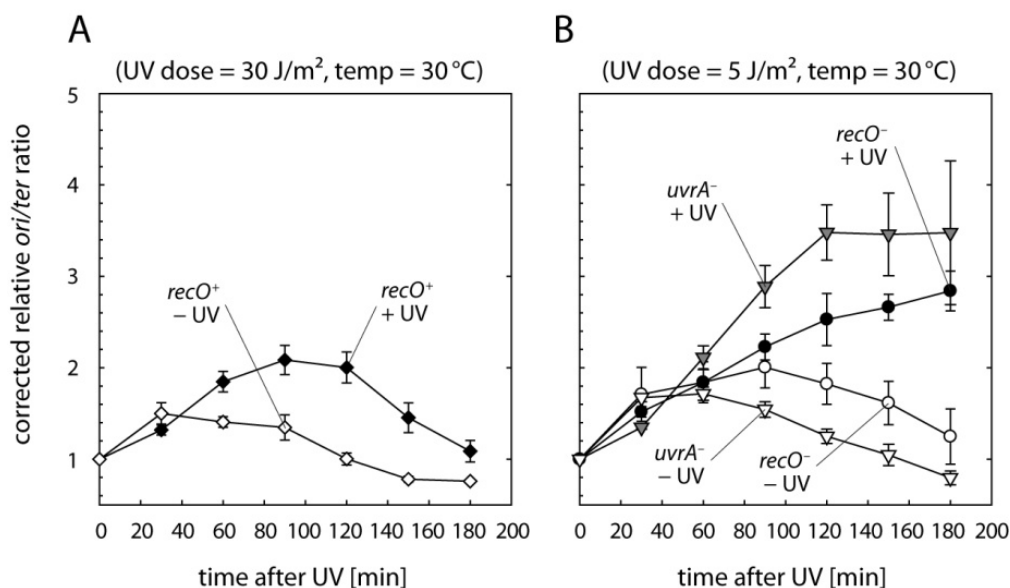 A
(UV dose = 30 J/m², temp = 30 °C)
corrected relative ori/ter ratio
5
4
3
2
1
recO⁺
– UV
recO⁺
+ UV
0 20 40 60 80 100 120 140 160 180 200
time after UV [min]
B
(UV dose = 5 J/m², temp = 30 °C)
recO⁻
+ UV
uvrA⁻
+ UV
uvrA⁻
– UV
recO⁻
– UV
0 20 40 60 80 100 120 140 160 180 200
time after UV [min]